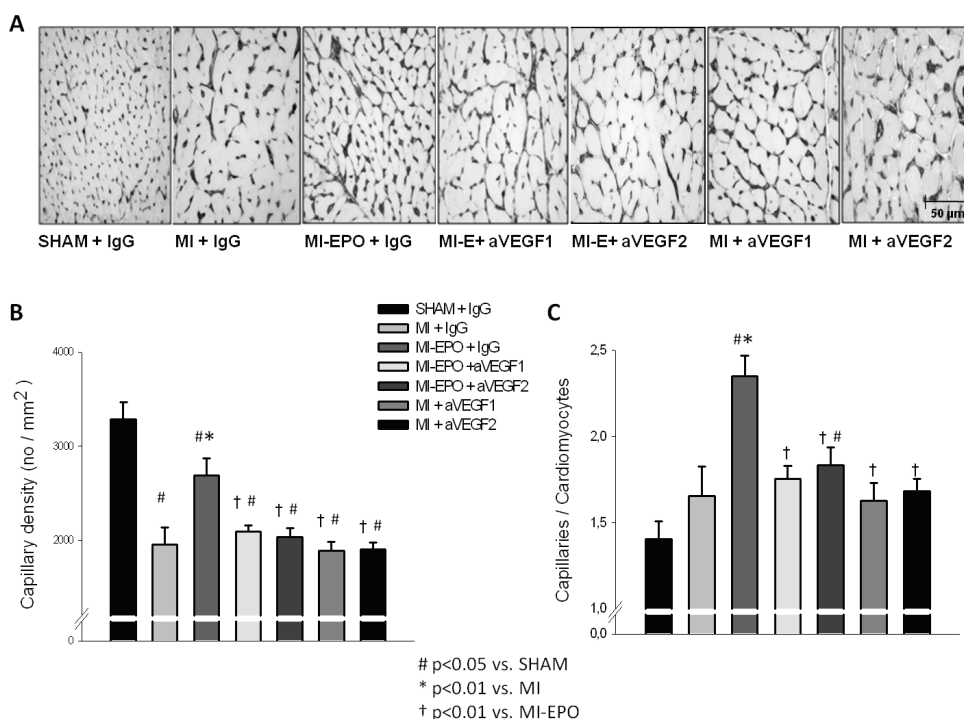 A
50 µm
SHAM + IgG
MI + IgG
MI-EPO + IgG
MI-E+ aVEGF1
MI-E+ aVEGF2
MI + aVEGF1
MI + aVEGF2
B
Capillary density (no / mm2)
4000
3000
2000
0
#
#*
† #
† #
† #
† #
SHAM + IgG
MI + IgG
MI-EPO + IgG
MI-EPO +aVEGF1
MI-EPO + aVEGF2
MI + aVEGF1
MI + aVEGF2
C
Capillaries / Cardiomyocytes
2,5
2,0
1,5
1,0
0,0
#*
†
† #
†
†
# p<0.05 vs. SHAM
* p<0.01 vs. MI
† p<0.01 vs. MI-EPO